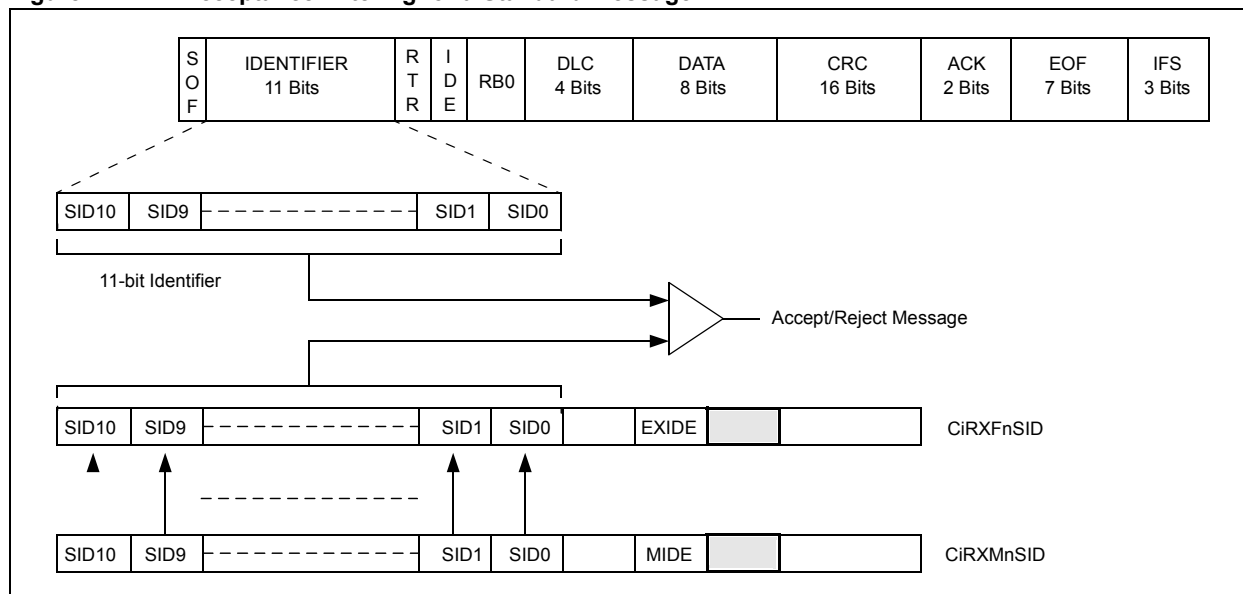 S O F
IDENTIFIER
11 Bits
R T R
I D E
RB0
DLC
4 Bits
DATA
8 Bits
CRC
16 Bits
ACK
2 Bits
EOF
7 Bits
IFS
3 Bits
SID10 SID9 SID1 SID0
11-bit Identifier
Accept/Reject Message
SID10 SID9 SID1 SID0 EXIDE CiRXFnSID
SID10 SID9 SID1 SID0 MIDE CiRXMnSID